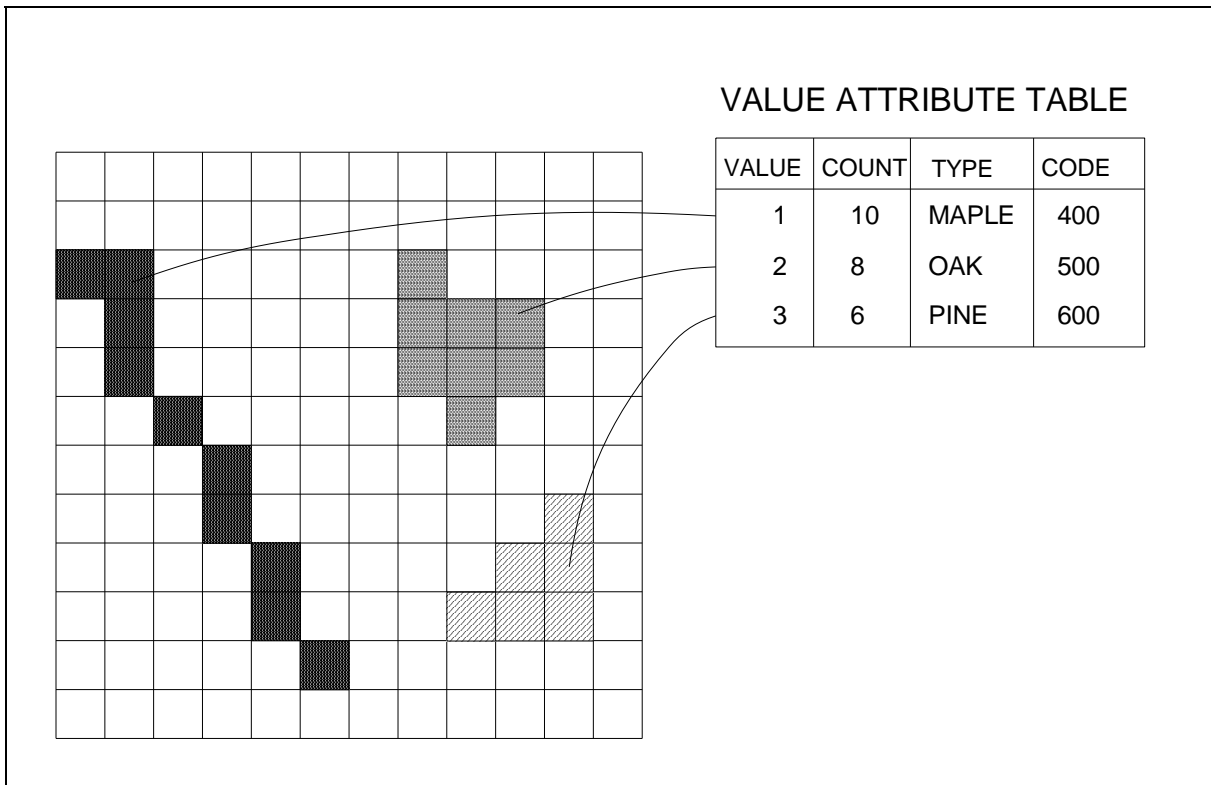 VALUE ATTRIBUTE TABLE
VALUE COUNT TYPE CODE
1 10 MAPLE 400
2 8 OAK 500
3 6 PINE 600